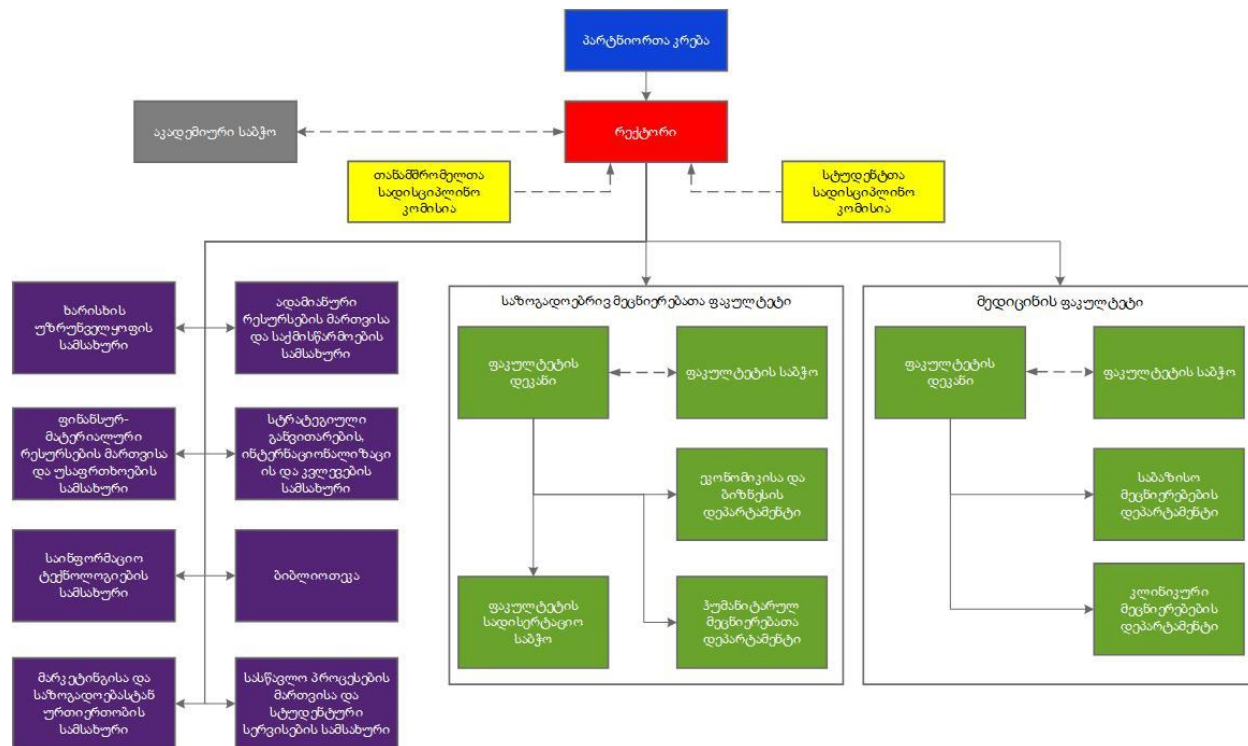 პარტნიორთა კრება
აკადემიური საბჭო
რექტორი
თანამშრომელთა
სადისციპლინო
კომისია
სტუდენტთა
სადისციპლინო
კომისია
ხარისხის
უზრუნველყოფის
სამსახური
ადამიანური
რესურსების მართვისა
და საქმისწარმოების
სამსახური
ფინანსურ-
მატერიალური
რესურსების მართვისა
და უსაფრთხოების
სამსახური
სტრატეგიული
განვითარების,
ინტერნაციონალიზაცი
ის და კვლევების
სამსახური
საინფორმაციო
ტექნოლოგიების
სამსახური
ბიბლიოთეკა
მარკეტინგისა და
საზოგადოებასტან
ურთიერთობის
სამსახური
სასწავლო პროცესების
მართვისა და
სტუდენტური
სერვისების სამსახური
საზოგადოებრივ მეცნიერებათა ფაკულტეტი
ფაკულტეტის
დეკანი
ფაკულტეტის საბჭო
ეკონომიკისა და
ბიზნესის
დეპარტამენტი
ფაკულტეტის
სადისერტაციო
საბჭო
ჰუმანიტარულ
მეცნიერებათა
დეპარტამენტი
მედიცინის ფაკულტეტი
ფაკულტეტის
დეკანი
ფაკულტეტის საბჭო
საბაზისო
მეცნიერებების
დეპარტამენტი
კლინიკური
მეცნიერებების
დეპარტამენტი